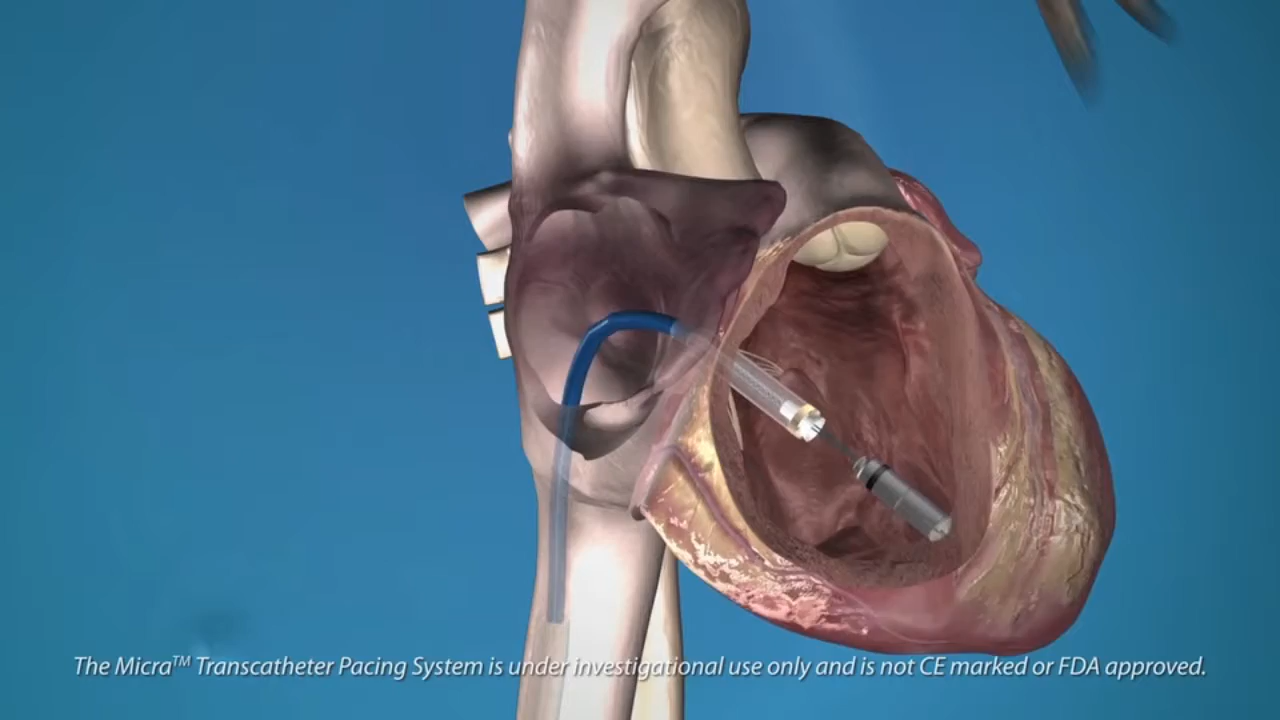 The Micra™ Transcatheter Pacing System is under investigational use only and is not CE marked or FDA approved.